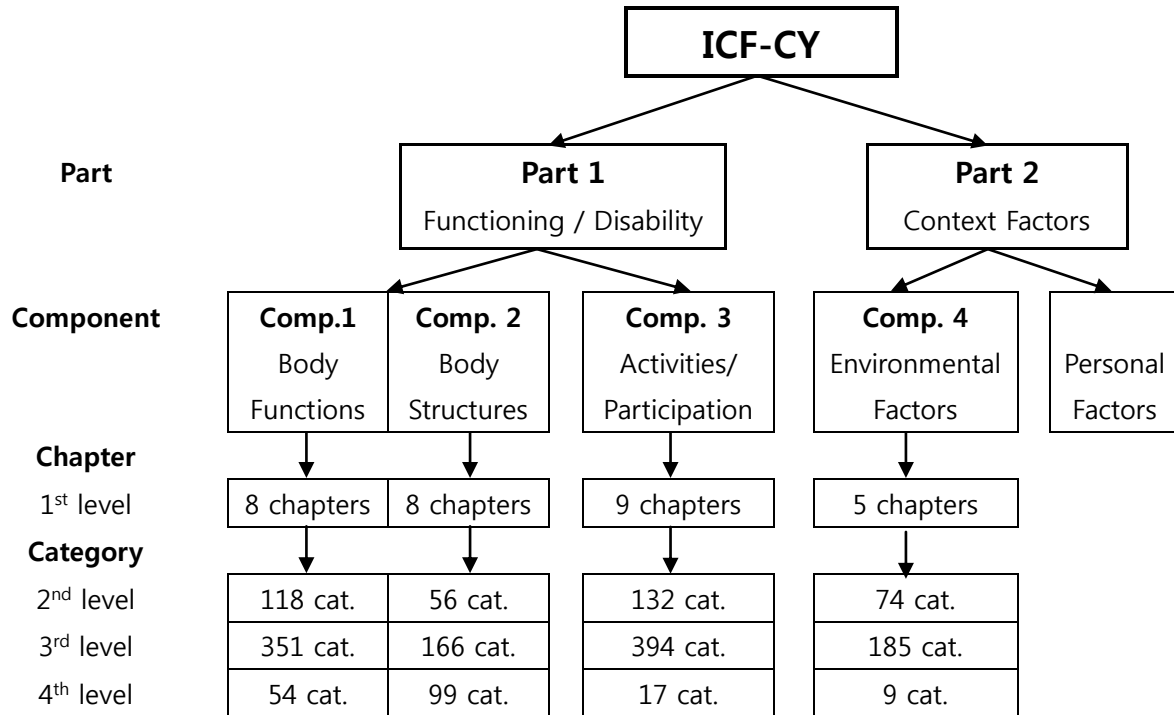 ICF-CY
Part
Part 1
Functioning / Disability
Part 2
Context Factors
Component
Comp.1
Body
Functions
Comp. 2
Body
Structures
Comp. 3
Activities/
Participation
Comp. 4
Environmental
Factors
Personal
Factors
Chapter
1st level
8 chapters
8 chapters
9 chapters
5 chapters
Category
2nd level
118 cat.
56 cat.
132 cat.
74 cat.
3rd level
351 cat.
166 cat.
394 cat.
185 cat.
4th level
54 cat.
99 cat.
17 cat.
9 cat.